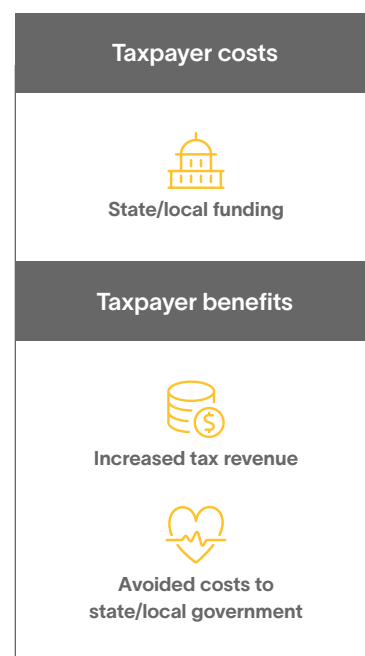 Taxpayer costs
State/local funding
Taxpayer benefits
$
Increased tax revenue
Avoided costs to
state/local government